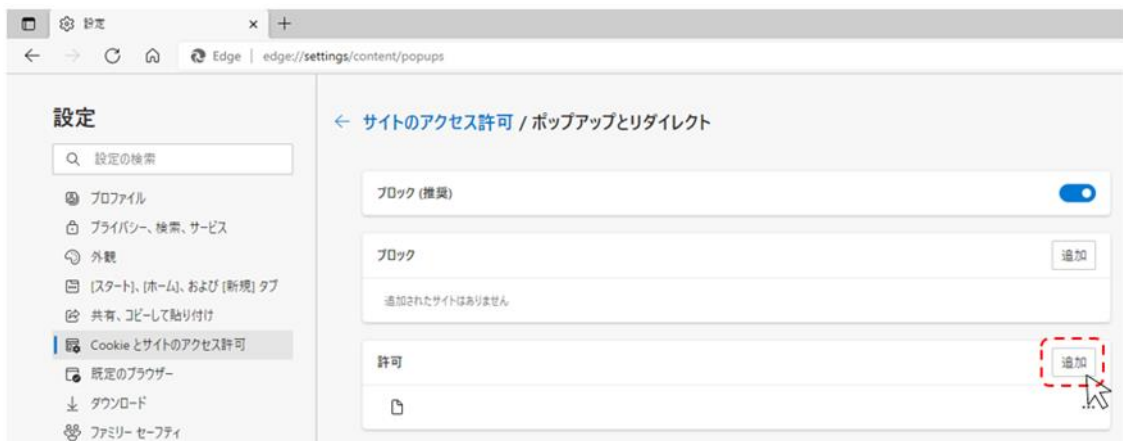 設定
Edge | edge://settings/content/popups
設定
設定の検索
プロファイル
プライバシー、検索、サービス
外観
[スタート]、[ホーム]、および [新規] タブ
共有、コピーして貼り付け
Cookie とサイトのアクセス許可
既定のブラウザー
ダウンロード
ファミリー セーフティ
← サイトのアクセス許可 / ポップアップとリダイレクト
ブロック (推奨)
ブロック
追加
追加されたサイトはありません
許可
追加